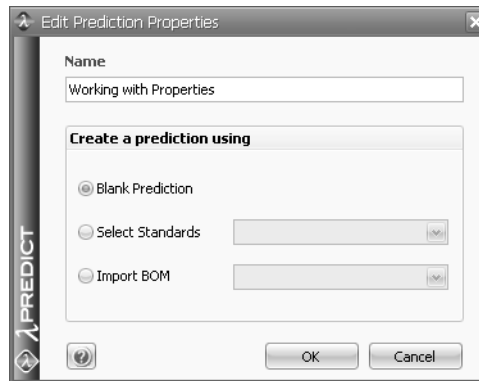 Edit Prediction Properties
Name
Working with Properties
Create a prediction using
Blank Prediction
Select Standards
Import BOM
λPREDICT
OK
Cancel